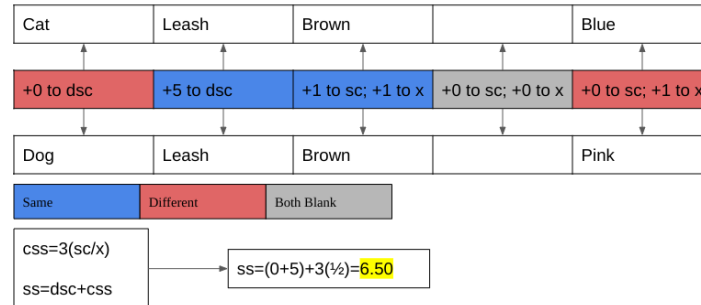 Cat Leash Brown Blue
+0 to dsc +5 to dsc +1 to sc; +1 to x +0 to sc; +0 to x +0 to sc; +1 to x
Dog Leash Brown Pink
Same Different Both Blank
css=3(sc/x)
ss=(0+5)+3(½)=6.50
ss=dsc+css